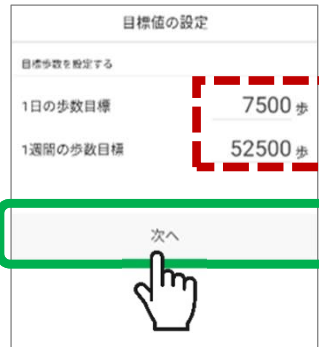 目標値の設定
目標歩数を設定する
1日の歩数目標 7500 歩
1週間の歩数目標 52500 歩
次へ